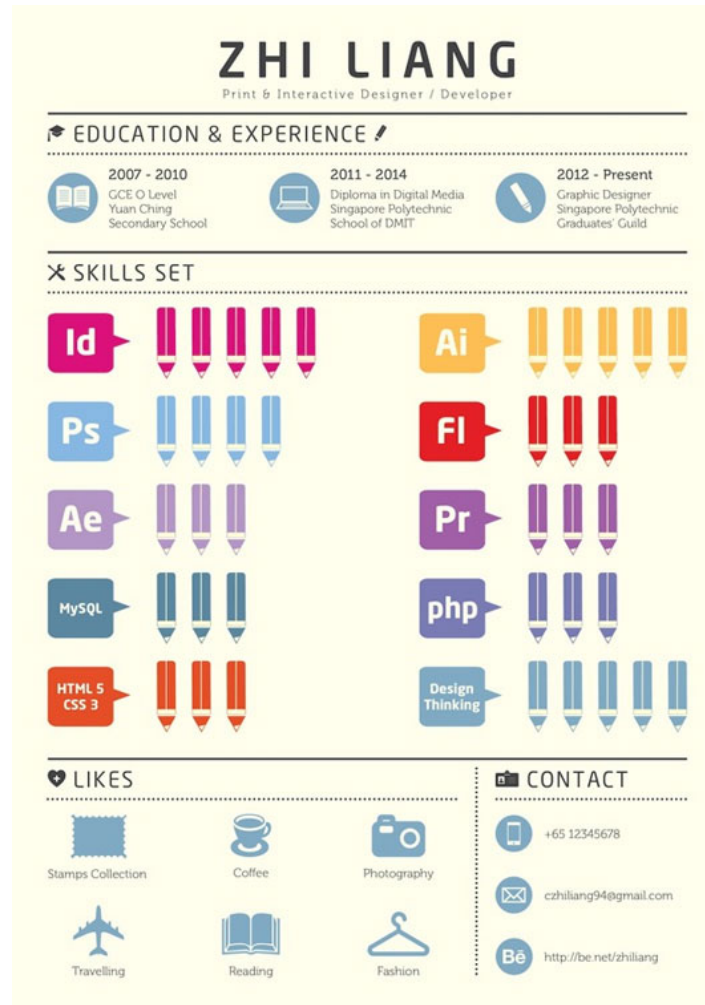 ZHI LIANG
Print & Interactive Designer / Developer
EDUCATION & EXPERIENCE
2007 - 2010
GCE O Level
Yuan Ching
Secondary School
2011 - 2014
Diploma in Digital Media
Singapore Polytechnic
School of DMIT
2012 - Present
Graphic Designer
Singapore Polytechnic
Graduates' Guild
SKILLS SET
Id
Ai
Ps
Fl
Ae
Pr
MySQL
php
HTML 5
CSS 3
Design
Thinking
LIKES
Stamps Collection
Coffee
Photography
Travelling
Reading
Fashion
CONTACT
+65 12345678
czhiliang94@gmail.com
Bē
http://be.net/zhiliang